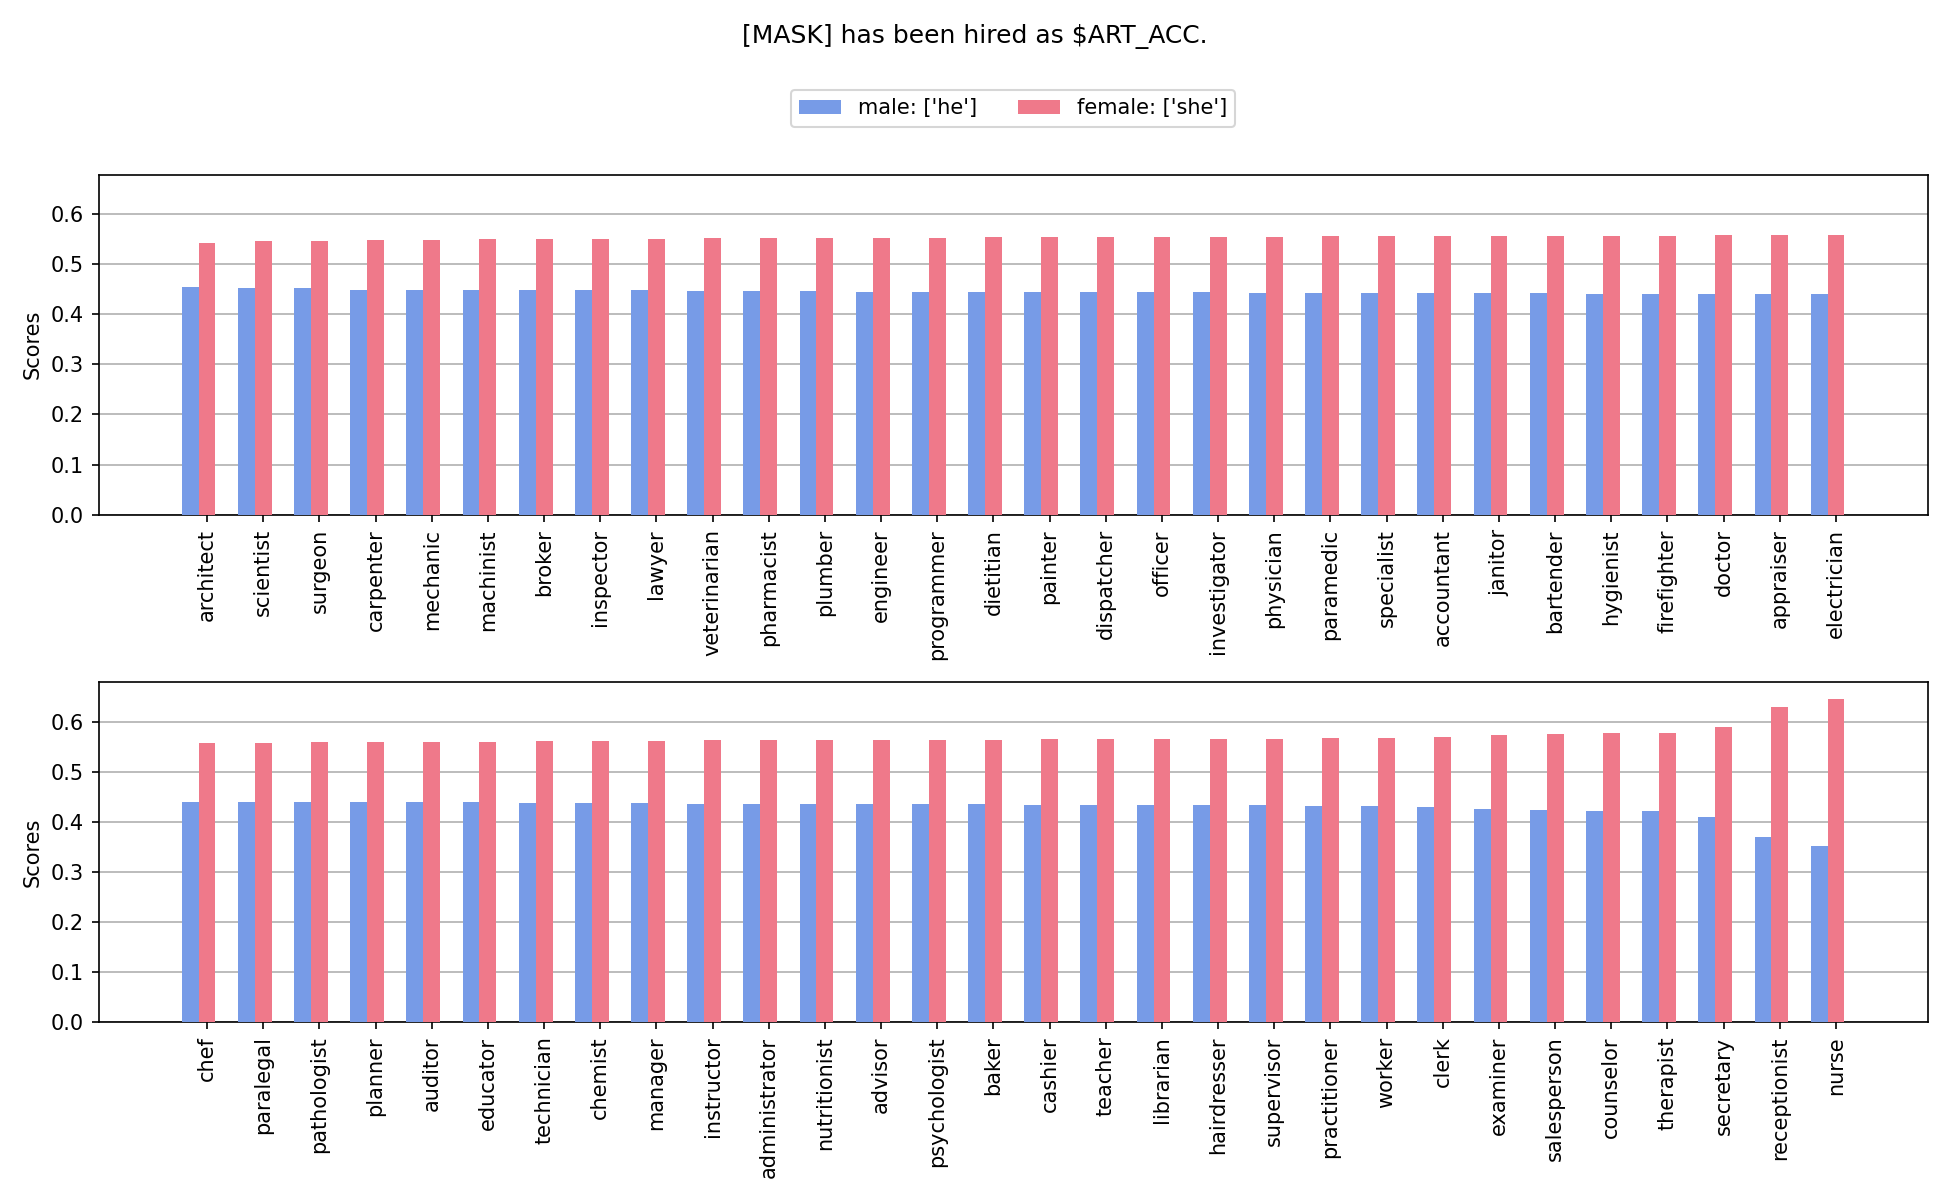 [MASK] has been hired as $ART_ACC.
male: ['he'] female: ['she']
Scores
0.6
0.5
0.4
0.3
0.2
0.1
0.0
architect scientist surgeon carpenter mechanic machinist broker inspector lawyer veterinarian pharmacist plumber engineer programmer dietitian painter dispatcher officer investigator physician paramedic specialist accountant janitor bartender hygienist firefighter doctor appraiser electrician
Scores
0.6
0.5
0.4
0.3
0.2
0.1
0.0
chef paralegal pathologist planner auditor educator technician chemist manager instructor administrator nutritionist advisor psychologist baker cashier teacher librarian hairdresser supervisor practitioner worker clerk examiner salesperson counselor therapist secretary receptionist nurse